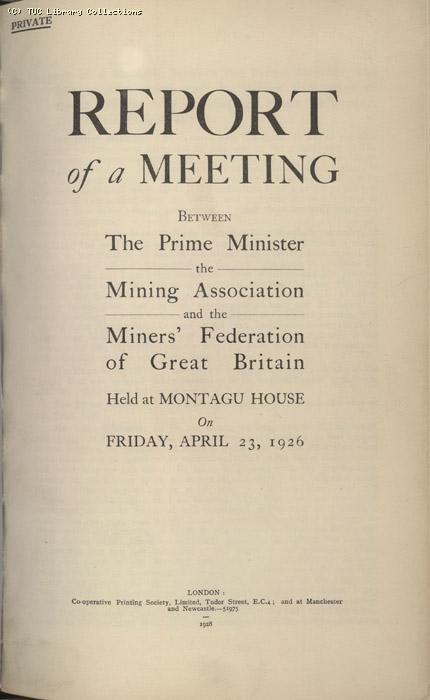 (C) TUC Library Collections
PRIVATE
REPORT
of a MEETING
BETWEEN
The Prime Minister
the
Mining Association
and the
Miners' Federation
of Great Britain
Held at MONTAGU HOUSE
On
FRIDAY, APRIL 23, 1926
LONDON :
Co-operative Printing Society, Limited, Tudor Street, E.C.4 ; and at Manchester
and Newcastle.—51975
—
1928